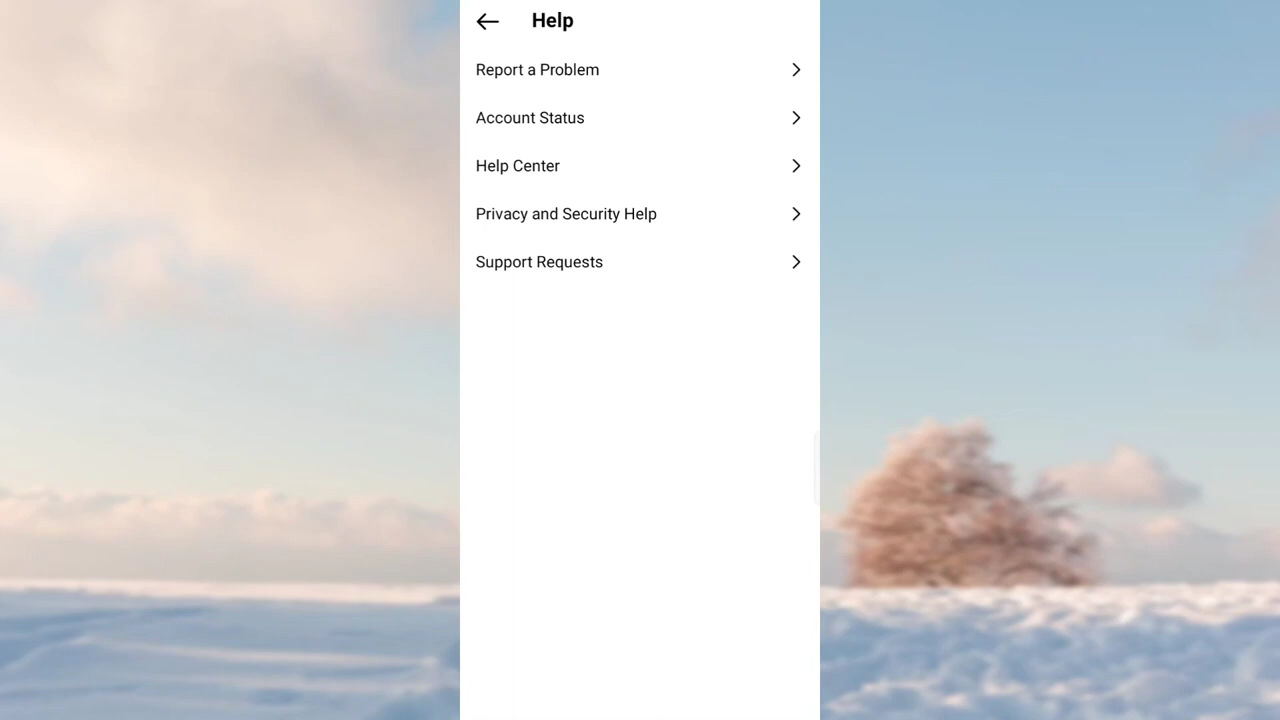 Help
Report a Problem
Account Status
Help Center
Privacy and Security Help
Support Requests